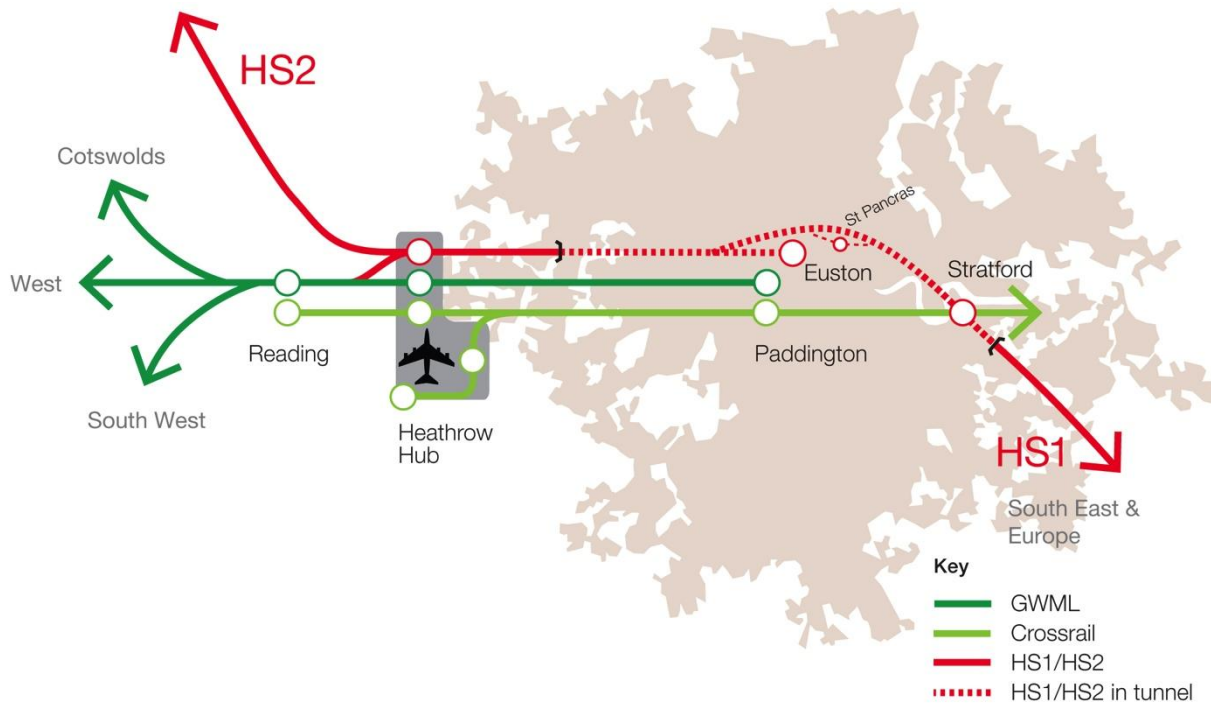 HS2
Cotswolds
St Pancras
West
Euston
Stratford
Reading
Paddington
South West
Heathrow
Hub
HS1
South East &
Europe
Key
GWML
Crossrail
HS1/HS2
HS1/HS2 in tunnel